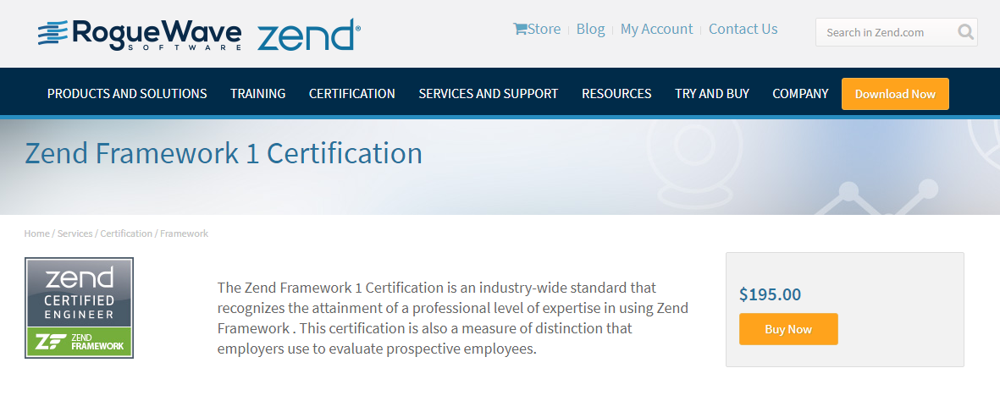 RogueWave
SOFTWARE
zend®
Store | Blog | My Account | Contact Us
Search in Zend.com
PRODUCTS AND SOLUTIONS TRAINING CERTIFICATION SERVICES AND SUPPORT RESOURCES TRY AND BUY COMPANY Download Now
Zend Framework 1 Certification
Home / Services / Certification / Framework
zend
CERTIFIED
ENGINEER
ZF ZEND
FRAMEWORK
The Zend Framework 1 Certification is an industry-wide standard that
recognizes the attainment of a professional level of expertise in using Zend
Framework . This certification is also a measure of distinction that
employers use to evaluate prospective employees.
$195.00
Buy Now